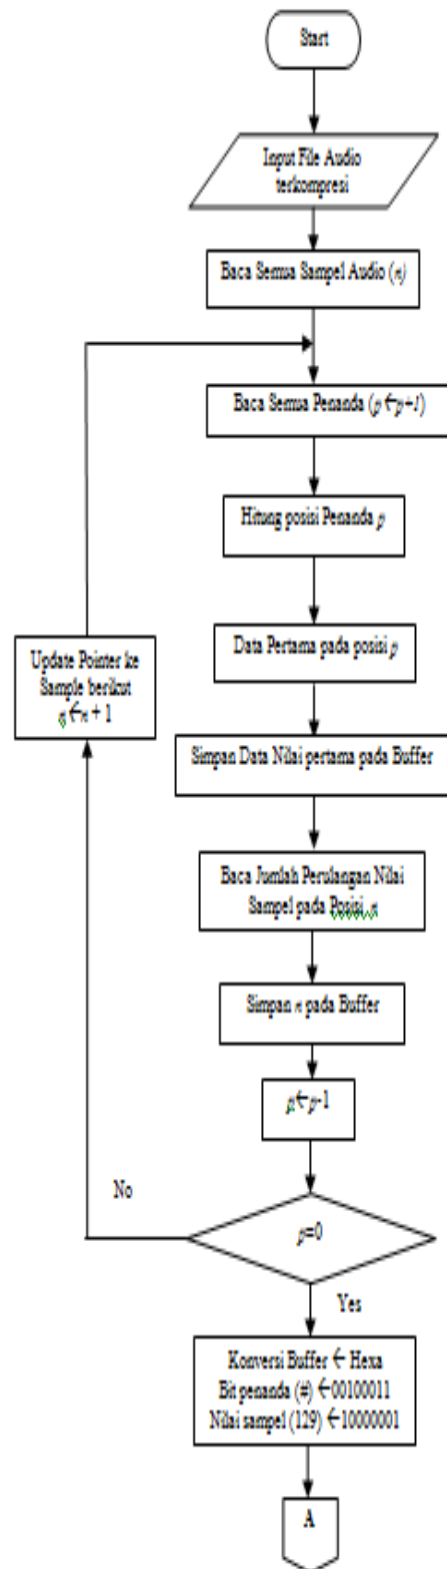 Start
Input File Audio
terkompresi
Baca Semua Sampel Audio (n)
Baca Semua Penanda (p←p+1)
Hitung posisi Penanda p
Data Pertama pada posisi p
Update Pointer ke
Sample berikut
n←n + 1
Simpan Data Nilai pertama pada Buffer
Baca Jumlah Perulangan Nilai
Sampel pada Posisi n
Simpan n pada Buffer
p←p-1
No
p=0
Yes
Konversi Buffer ← Hexa
Bit penanda (#) ←00100011
Nilai sampel (129) ←10000001
A